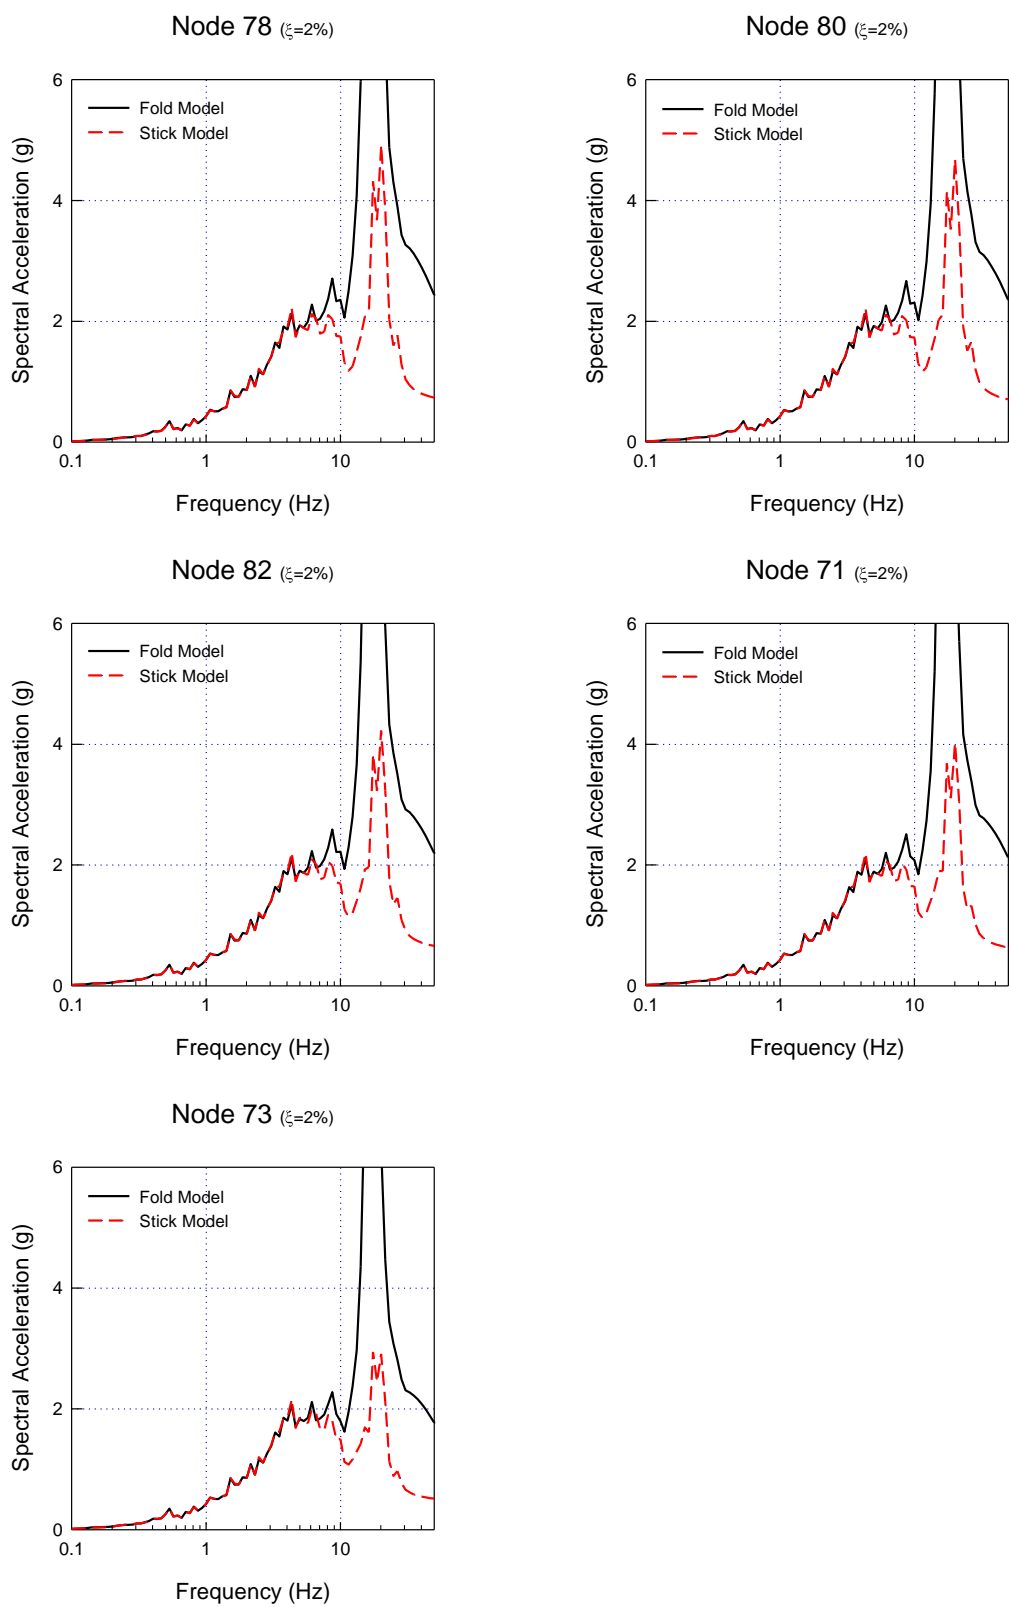 Node 78 (ξ=2%)
6
4
2
0
Spectral Acceleration (g)
Fold Model
Stick Model
0.1
1
10
Frequency (Hz)
Node 80 (ξ=2%)
6
4
2
0
Spectral Acceleration (g)
Fold Model
Stick Model
0.1
1
10
Frequency (Hz)
Node 82 (ξ=2%)
6
4
2
0
Spectral Acceleration (g)
Fold Model
Stick Model
0.1
1
10
Frequency (Hz)
Node 71 (ξ=2%)
6
4
2
0
Spectral Acceleration (g)
Fold Model
Stick Model
0.1
1
10
Frequency (Hz)
Node 73 (ξ=2%)
6
4
2
0
Spectral Acceleration (g)
Fold Model
Stick Model
0.1
1
10
Frequency (Hz)